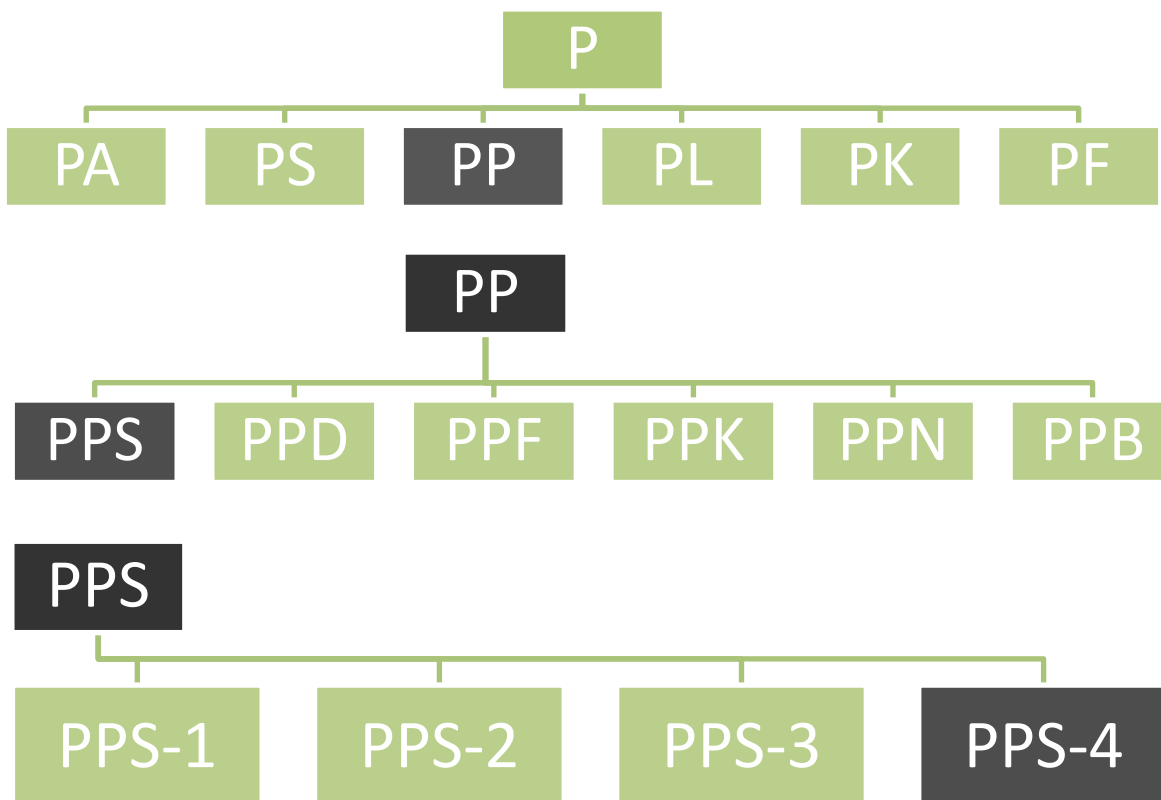 P
PA PS PP PL PK PF
PP
PPS PPD PPF PPK PPN PPB
PPS
PPS-1 PPS-2 PPS-3 PPS-4